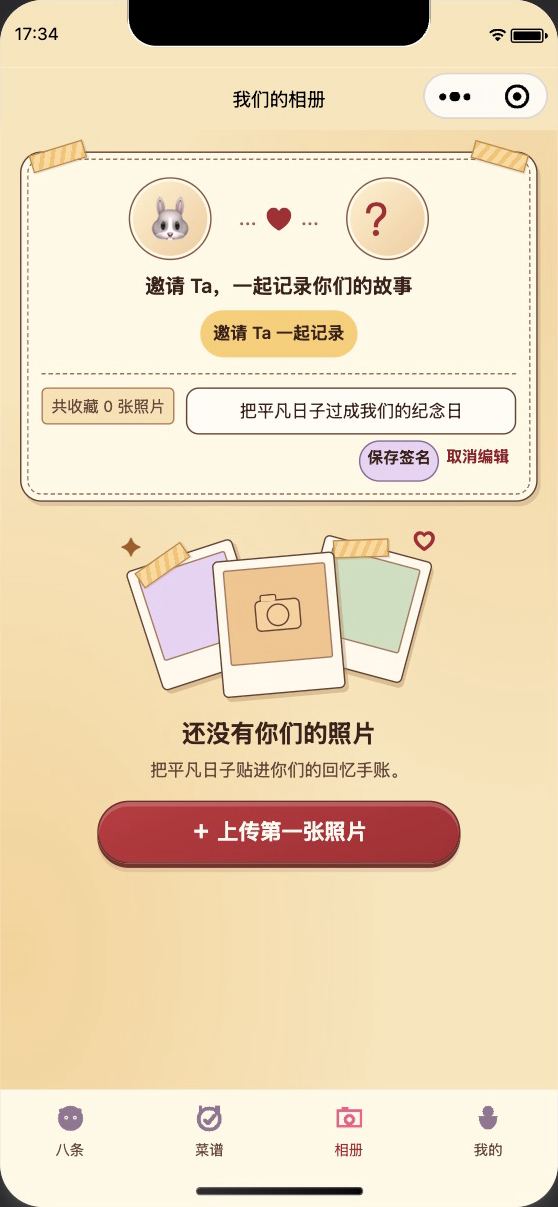 17:34
我们的相册
?
邀请 Ta，一起记录你们的故事
邀请 Ta 一起记录
共收藏 0 张照片
把平凡日子过成我们的纪念日
保存签名 取消编辑
还没有你们的照片
把平凡日子贴进你们的回忆手账。
+ 上传第一张照片
八条 菜谱 相册 我的